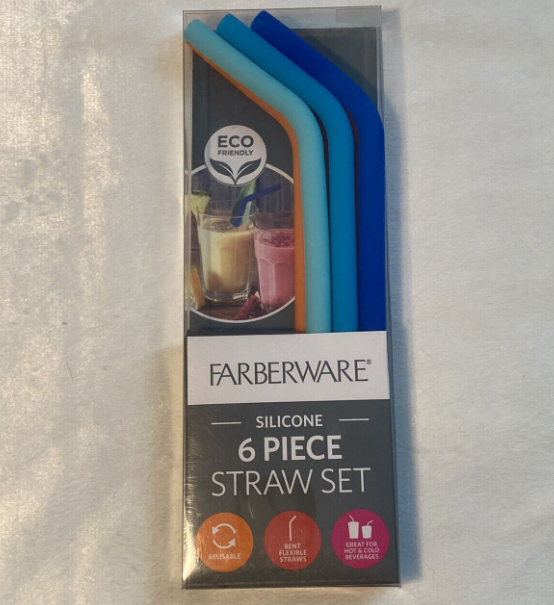 ECO
FRIENDLY
FARBERWARE®
SILICONE
6 PIECE
STRAW SET
REUSABLE
BENT
FLEXIBLE
STRAWS
GREAT FOR
HOT & COLD
BEVERAGES